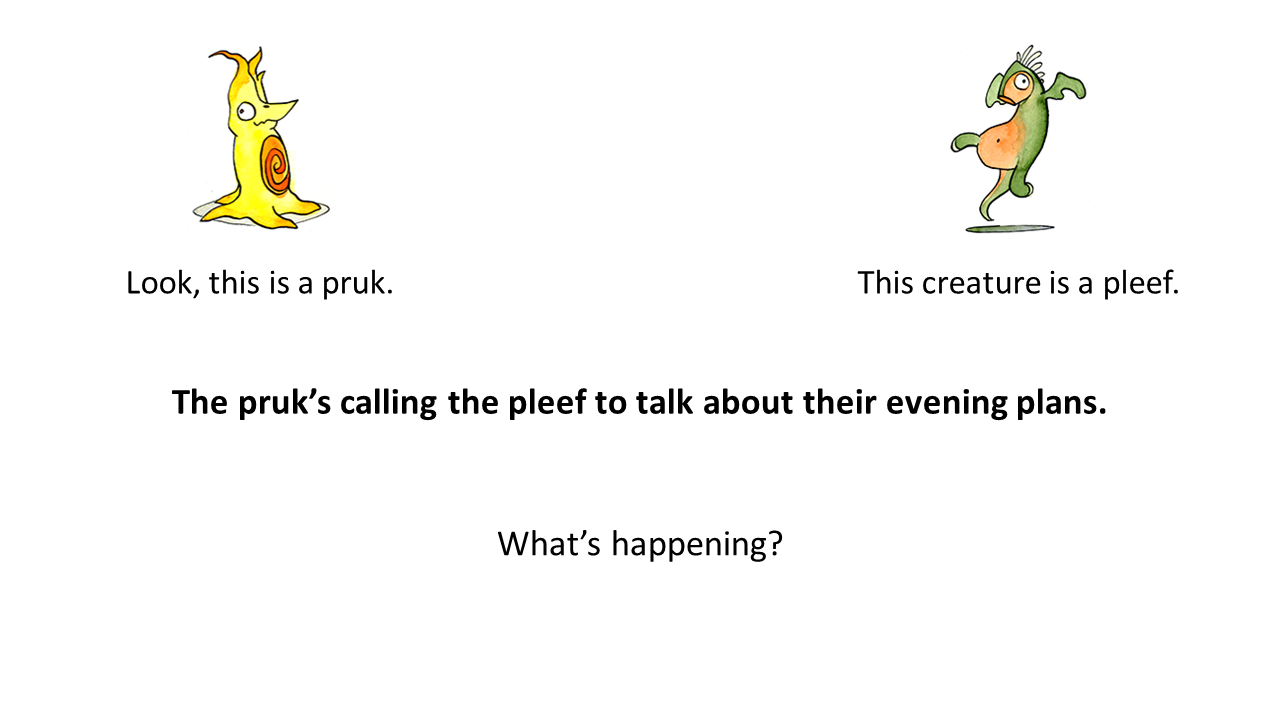 Look, this is a pruk.
This creature is a pleef.
The pruk’s calling the pleef to talk about their evening plans.
What’s happening?